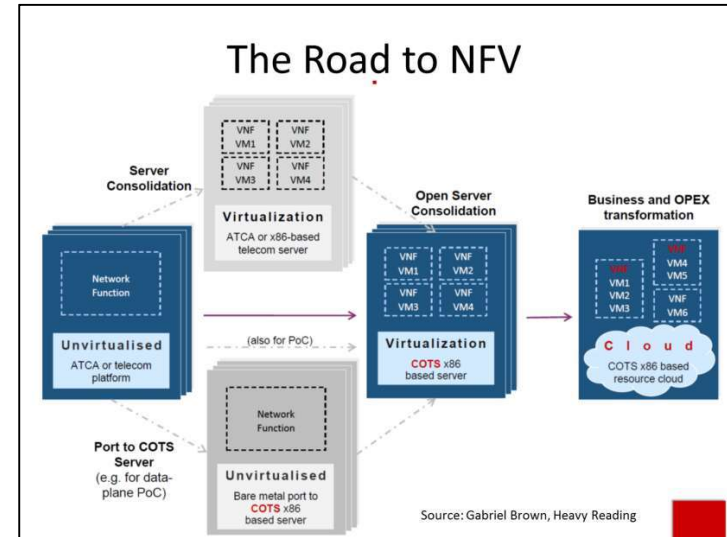 The Road to NFV
Server
Consolidation
VNF
VM1
VNF
VM2
VNF
VM3
VNF
VM4
Virtualization
ATCA or x86-based
telecom server
Open Server
Consolidation
Business and OPEX
transformation
Network
Function
Unvirtualised
ATCA or telecom
platform
(also for PoC)
VNF
VM1
VNF
VM2
VNF
VM3
VNF
VM4
Virtualization
COTS x86
based server
VNF
VM1
VM2
VM3
VNF
VM4
VM5
VNF
VM6
Cloud
COTS x86 based
resource cloud
Port to COTS
Server
(e.g. for data-
plane PoC)
Network
Function
Unvirtualised
Bare metal port to
COTS x86
based server
Source: Gabriel Brown, Heavy Reading